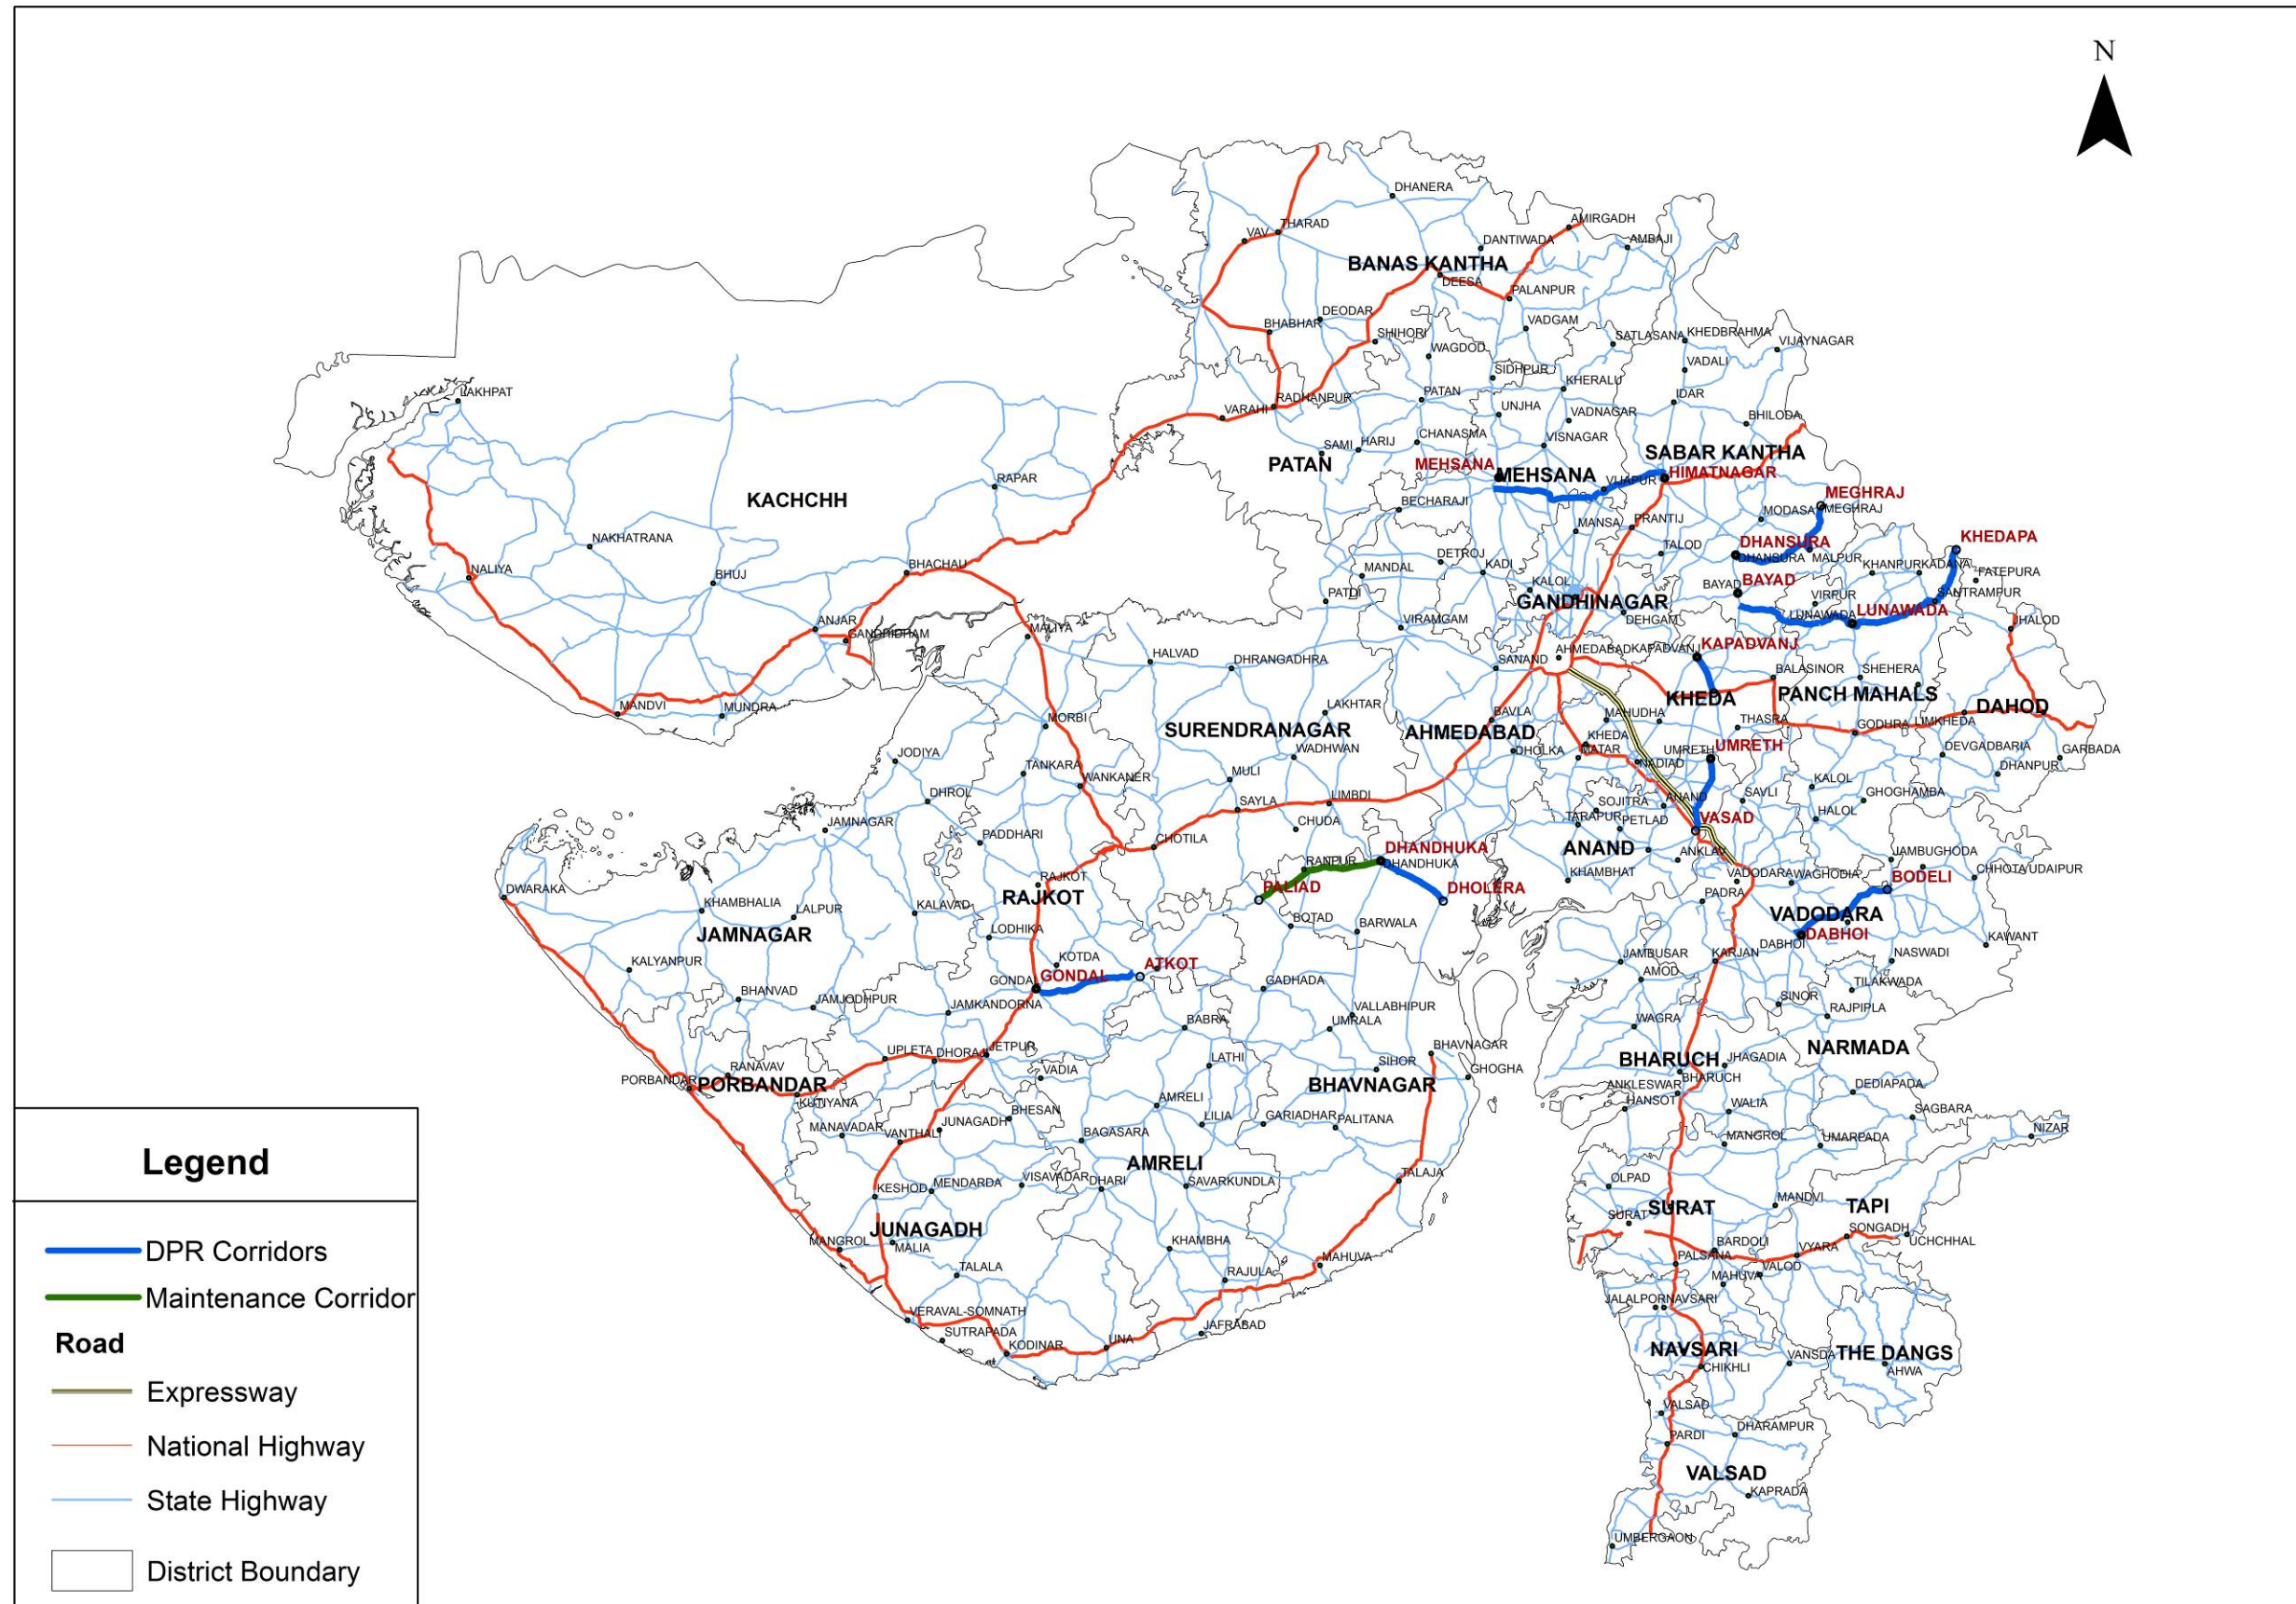 N
DHANERA
AMIRGADH
THARAD
VAV
DANTIWADA
AMBAJI
BANAS KANTHA
DEESA
PALANPUR
DEODAR
BHABHAR
VADGAM
SHIHORI
SATLASANA
KHEDBRAHMA
VIJAYNAGAR
WAGDOD
VADALI
SIDHPUR
KHERALU
LAKHPAT
PATAN
IDAR
RADHANPUR
VARAHI
UNJHA
VADNAGAR
BHILODA
CHANASMA
VISNAGAR
SAMI
HARIJ
SABAR KANTHA
PATAN
MEHSANA
MEHSANA
HIMATNAGAR
RAPAR
VIJAPUR
KACHCHH
BECHARAJI
MEGHRAJ
MEGHRAJ
MODASA
MANSA
PRANTIJ
NAKHATRANA
KHEDAPA
DHANSURA
TALOD
DETROJ
DHANSURA
MALPUR
NALIYA
BHACHAU
MANDAL
KADI
KHANPUR
KADANA
FATEPURA
BHUJ
KALOL
BAYAD
BAYAD
PATDI
VIRPUR
SANTRAMPUR
GANDHINAGAR
LUNAWADA
LUNAWADA
ANJAR
DEHGAM
VIRAMGAM
JHALOD
GANDHIDHAM
MALIYA
HALVAD
DHRANGADHRA
SANAND
AHMEDABAD
KAPADVANJ
KAPADVANJ
BALASINOR
SHEHERA
KHEDA
PANCH MAHALS
DAHOD
MANDVI
MUNDRA
LAKHTAR
BAVLA
MAHUDHA
THASRA
GODHRA
LIMKHEDA
MORBI
SURENDRANAGAR
AHMEDABAD
KHEDA
UMRETH
UMRETH
WADHWAN
DHOLKA
MATAR
DEVGADBARIA
GARBADA
JODIYA
NADIAD
DHANPUR
TANKARA
WANKANER
MULI
KALOL
DHROL
SAYLA
LIMBDI
SOJITRA
ANAND
SAVLI
GHOGHAMBA
HALOL
JAMNAGAR
CHUDA
TARAPUR
PETLAD
VASAD
PADDHARI
CHOTILA
DHANDHUKA
ANAND
ANKLAV
JAMBUGHODA
RANPUR
DHANDHUKA
CHHOTAUDAIPUR
DWARAKA
RAJKOT
PALIAD
DHOLERA
KHAMBHAT
VADODARA
WAGHODIA
BODELI
RAJKOT
PADRA
KHAMBHALIA
LALPUR
KALAVAD
BOTAD
BARWALA
VADODARA
JAMNAGAR
LODHIKA
DABHOI
DABHOI
KAWANT
KOTDA
ATKOT
JAMBUSAR
KARJAN
NASWADI
KALYANPUR
GONDAL
GONDAL
GADHADA
AMOD
TILAKWADA
BHANVAD
JAMJODHPUR
JAMKANDORNA
VALLABHIPUR
SINOR
RAJPIPLA
BABRA
UMRALA
WAGRA
UPLETA
DHORAJI
JETPUR
BHAVNAGAR
NARMADA
LATHI
SIHOR
BHARUCH
JHAGADIA
RANAVAV
VADIA
GHOGHA
PORBANDAR
PORBANDAR
BHAVNAGAR
ANKLESWAR
BHARUCH
DEDIAPADA
KUTIYANA
AMRELI
HANSOT
WALIA
SAGBARA
BHESAN
LILIA
GARIADHAR
PALITANA
MANAVADAR
VANTHALI
JUNAGADH
BAGASARA
MANGROL
UMARPADA
NIZAR
AMRELI
TALAJA
KESHOD
MENDARDA
VISAVADAR
DHARI
SAVARKUNDLA
OLPAD
MANDVI
SURAT
SURAT
TAPI
JUNAGADH
SONGADH
MANGROL
MALIA
KHAMBHA
BARDOLI
VYARA
UCHCHHAL
MAHUVA
PALSANA
VALOD
TALALA
RAJULA
MAHUVA
JALALPOR
NAVSARI
VERAVAL-SOMNATH
SUTRAPADA
JAFRABAD
KODINAR
UNA
NAVSARI
VANSDA
THE DANGS
CHIKHLI
AHWA
VALSAD
DHARAMPUR
PARDI
VALSAD
KAPRADA
UMBERGAON
Legend
DPR Corridors
Maintenance Corridor
Road
Expressway
National Highway
State Highway
District Boundary